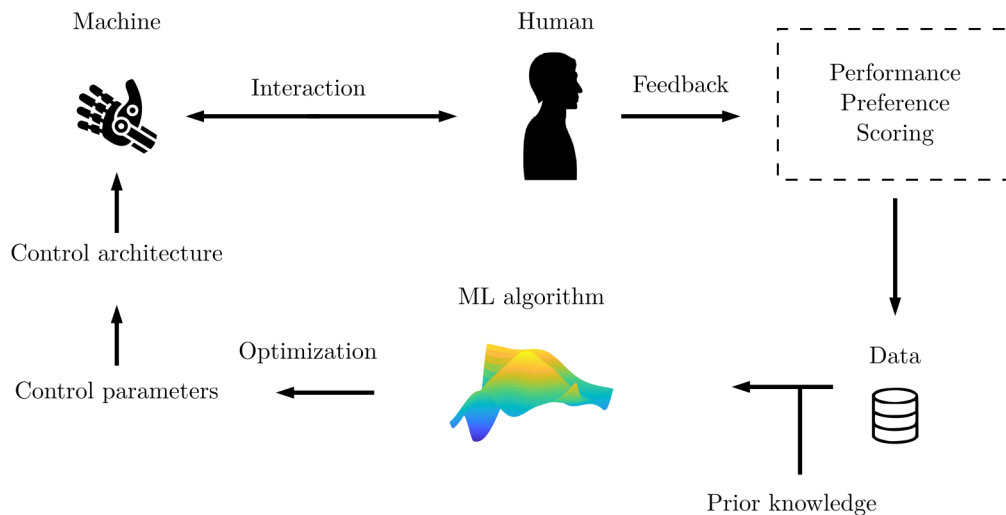 Machine
Human
Interaction
Feedback
Performance
Preference
Scoring
Control architecture
ML algorithm
Optimization
Data
Control parameters
Prior knowledge